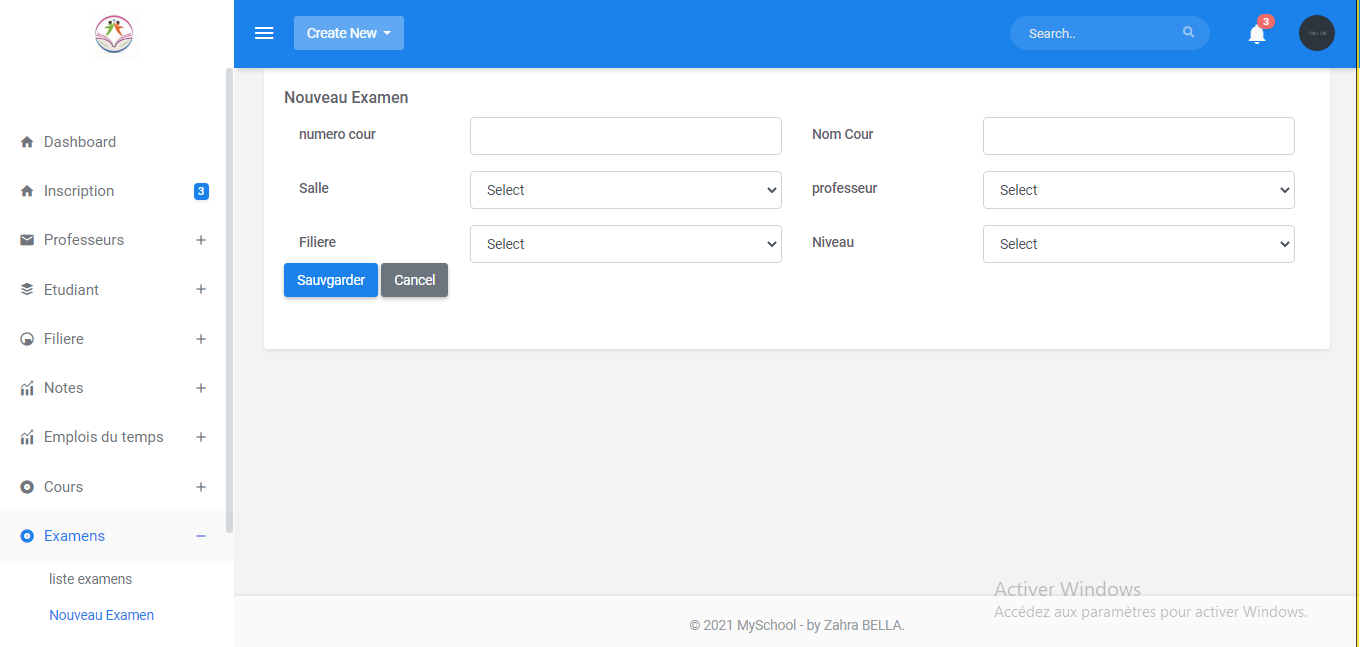 Create New
Search..
3
Dashboard
Inscription 3
Professeurs
Etudiant
Filiere
Notes
Emplois du temps
Cours
Examens
liste examens
Nouveau Examen
Nouveau Examen
numero cour
Nom Cour
Salle
Select
professeur
Select
Filiere
Select
Niveau
Select
Sauvgarder
Cancel
Activer Windows
Accédez aux paramètres pour activer Windows.
© 2021 MySchool - by Zahra BELLA.